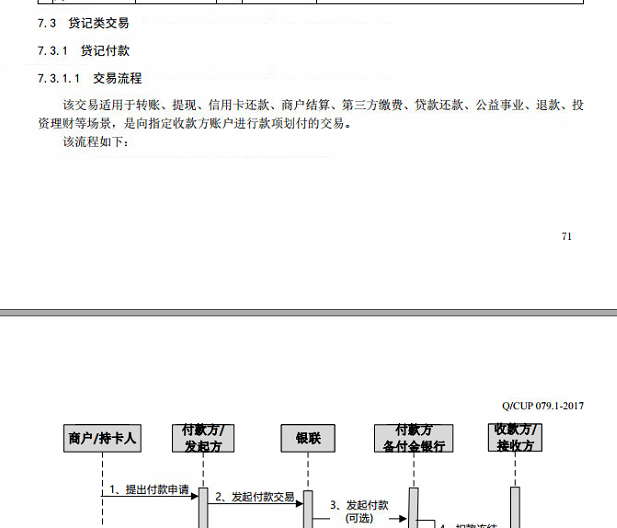 7.3 贷记类交易
7.3.1 贷记付款
7.3.1.1 交易流程
该交易适用于转账、提现、信用卡还款、商户结算、第三方缴费、贷款还款、公益事业、退款、投
资理财等场景，是向指定收款方账户进行款项划付的交易。
该流程如下：
71
Q/CUP 079.1-2017
商户/持卡人
付款方/
发起方
银联
付款方
备付金银行
收款方/
接收方
1、提出付款申请
2、发起付款交易
3、发起付款
(可选)